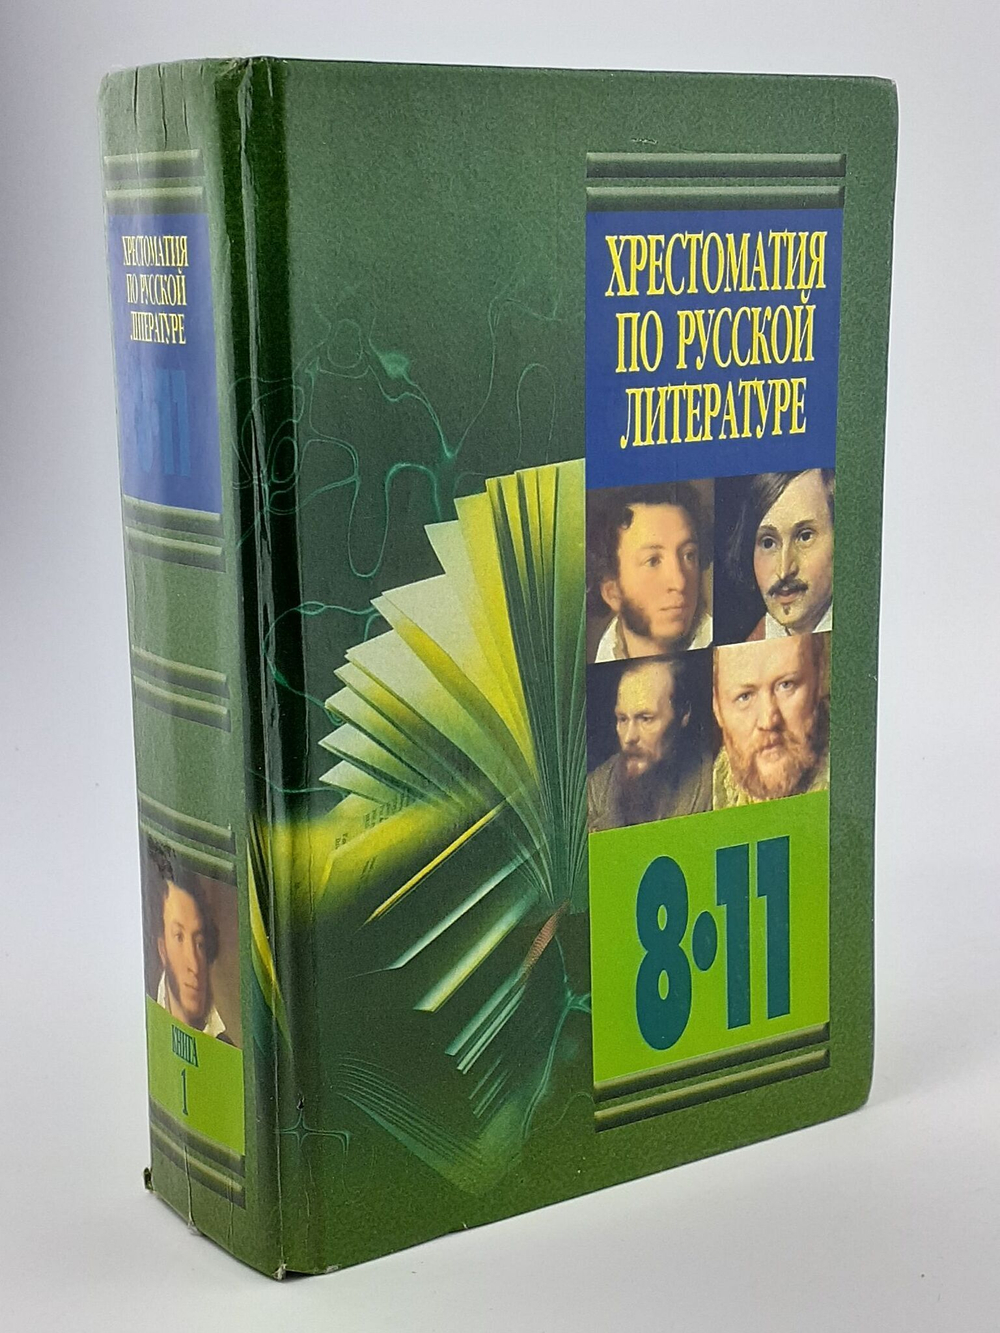 ХРЕСТОМАТИЯ
ПО РУССКОЙ
ЛИТЕРАТУРЕ
8•11
КНИГА
1
ХРЕСТОМАТИЯ
ПО РУССКОЙ
ЛИТЕРАТУРЕ
8•11